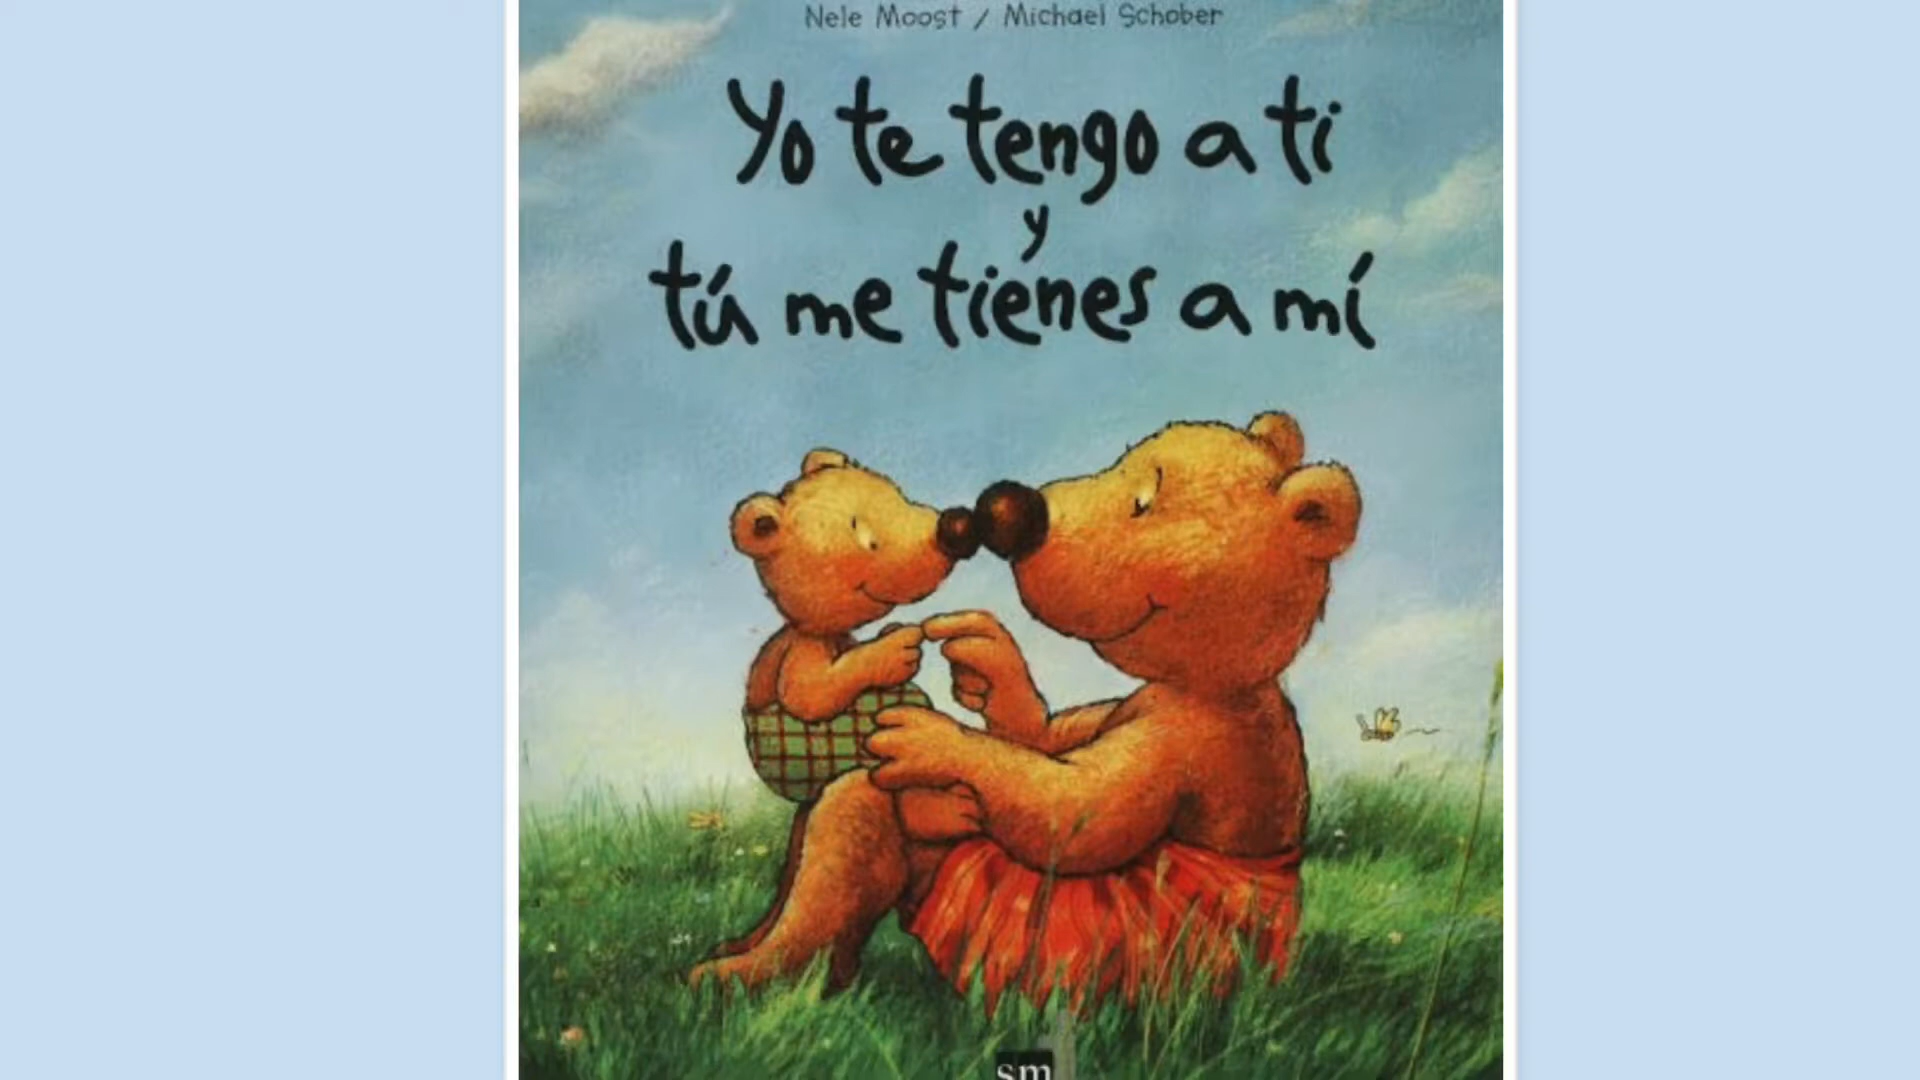 Nele Moost / Michael Schober
Yo te tengo a ti
y
tú me tienes a mí
sm